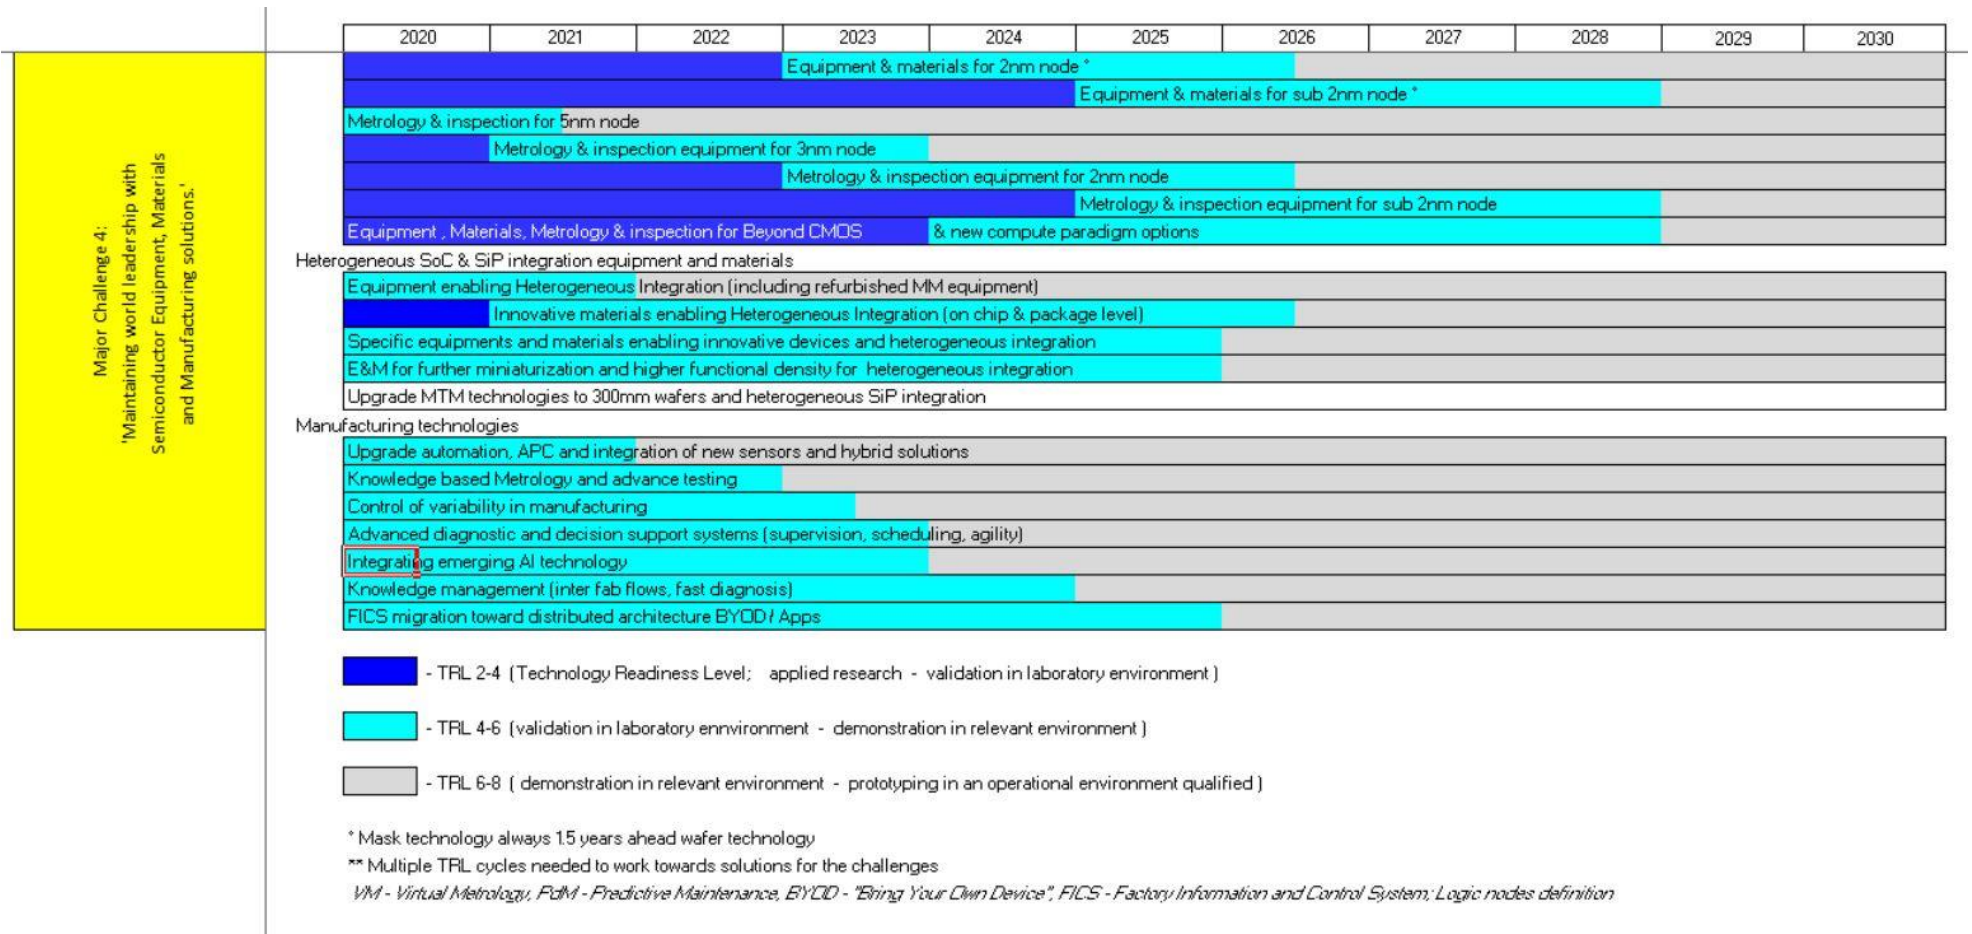 2020 2021 2022 2023 2024 2025 2026 2027 2028 2029 2030
Major Challenge 4:
'Maintaining world leadership with
Semiconductor Equipment, Materials
and Manufacturing solutions.'
Equipment & materials for 2nm node *
Equipment & materials for sub 2nm node *
Metrology & inspection for 5nm node
Metrology & inspection equipment for 3nm node
Metrology & inspection equipment for 2nm node
Metrology & inspection equipment for sub 2nm node
Equipment , Materials, Metrology & inspection for Beyond CMOS & new compute paradigm options
Heterogeneous SoC & SiP integration equipment and materials
Equipment enabling Heterogeneous Integration (including refurbished MM equipment)
Innovative materials enabling Heterogeneous Integration (on chip & package level)
Specific equipments and materials enabling innovative devices and heterogeneous integration
E&M for further miniaturization and higher functional density for heterogeneous integration
Upgrade MTM technologies to 300mm wafers and heterogeneous SiP integration
Manufacturing technologies
Upgrade automation, APC and integration of new sensors and hybrid solutions
Knowledge based Metrology and advance testing
Control of variability in manufacturing
Advanced diagnostic and decision support systems (supervision, scheduling, agility)
Integrating emerging AI technology
Knowledge management (inter fab flows, fast diagnosis)
FICS migration toward distributed architecture BYOD / Apps
- TRL 2-4 (Technology Readiness Level; applied research - validation in laboratory environment )
- TRL 4-6 (validation in laboratory ennvironment - demonstration in relevant environment )
- TRL 6-8 ( demonstration in relevant environment - prototyping in an operational environment qualified )
* Mask technology always 1.5 years ahead wafer technology
** Multiple TRL cycles needed to work towards solutions for the challenges
VM - Virtual Metrology, PdM - Predictive Maintenance, BYOD - "Bring Your Own Device", FICS - Factory Information and Control System; Logic nodes definition